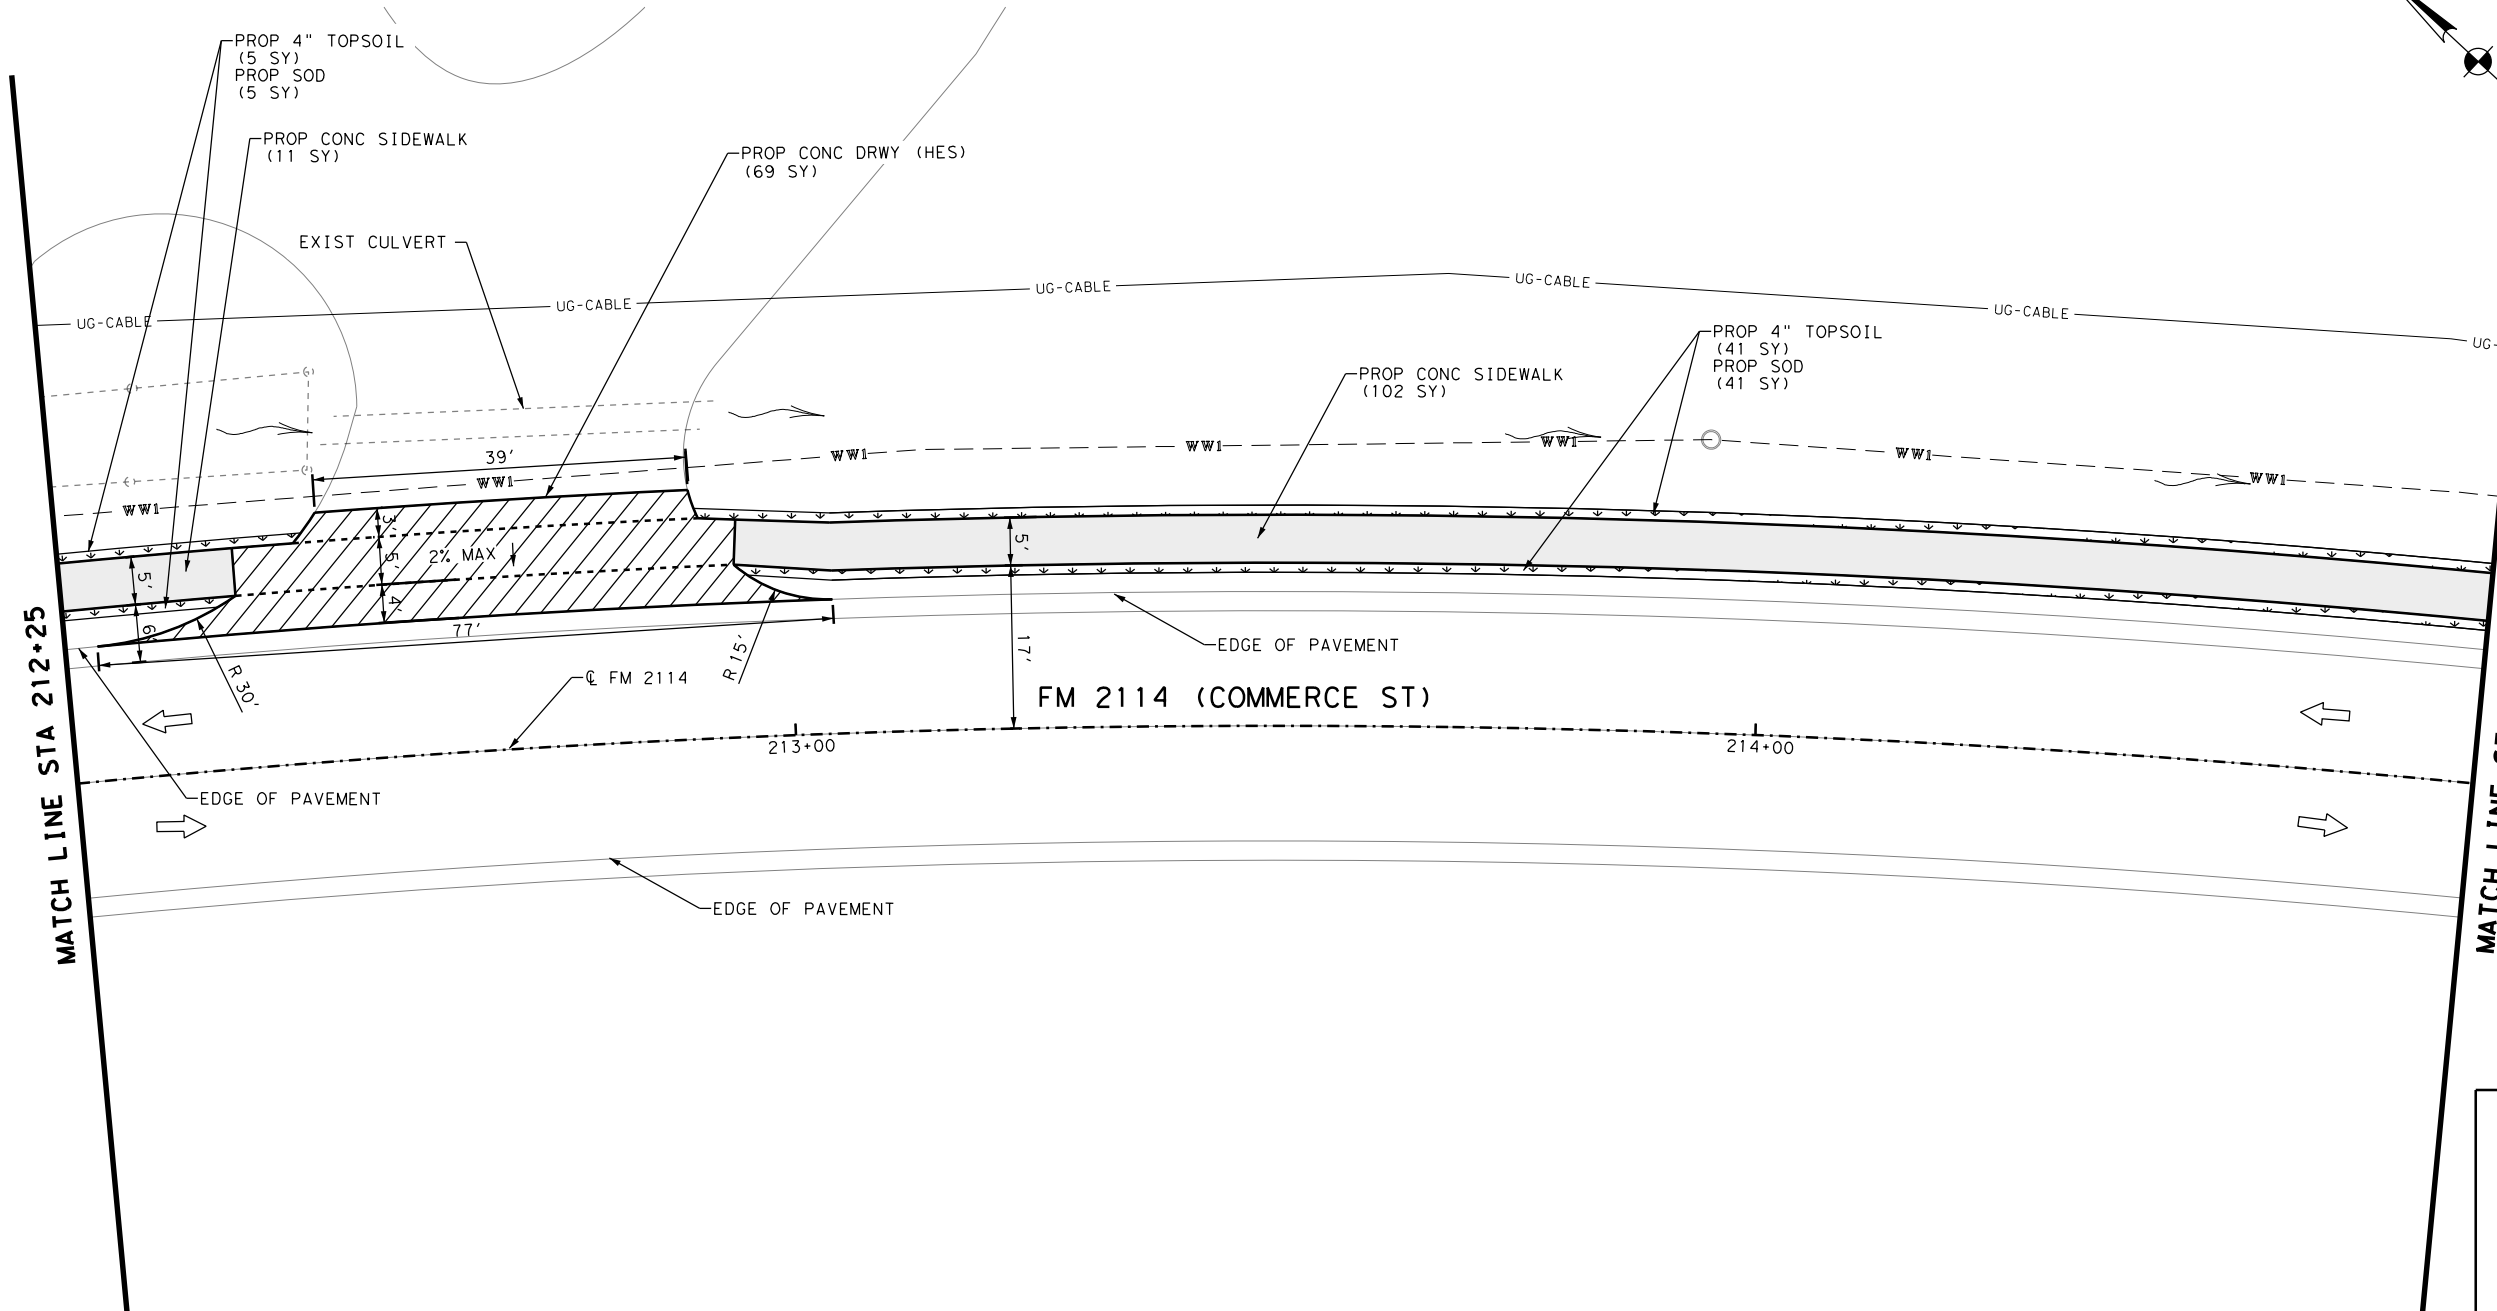 PROP 4" TOPSOIL
(5 SY)
PROP SOD
(5 SY)
PROP CONC SIDEWALK
(11 SY)
PROP CONC DRWY (HES)
(69 SY)
EXIST CULVERT
UG-CABLE
UG-CABLE
UG-CABLE
UG-CABLE
UG-CABLE
UG-
PROP 4" TOPSOIL
(41 SY)
PROP SOD
(41 SY)
PROP CONC SIDEWALK
(102 SY)
WW1
WW1
WW1
WW1
WW1
WW1
WW1
39'
3'
5'
2% MAX
4'
5'
6'
77'
R 30'
R 15'
5'
17'
EDGE OF PAVEMENT
℄ FM 2114
FM 2114 (COMMERCE ST)
213+00
214+00
EDGE OF PAVEMENT
EDGE OF PAVEMENT
MATCH LINE STA 212+25
MATCH LINE